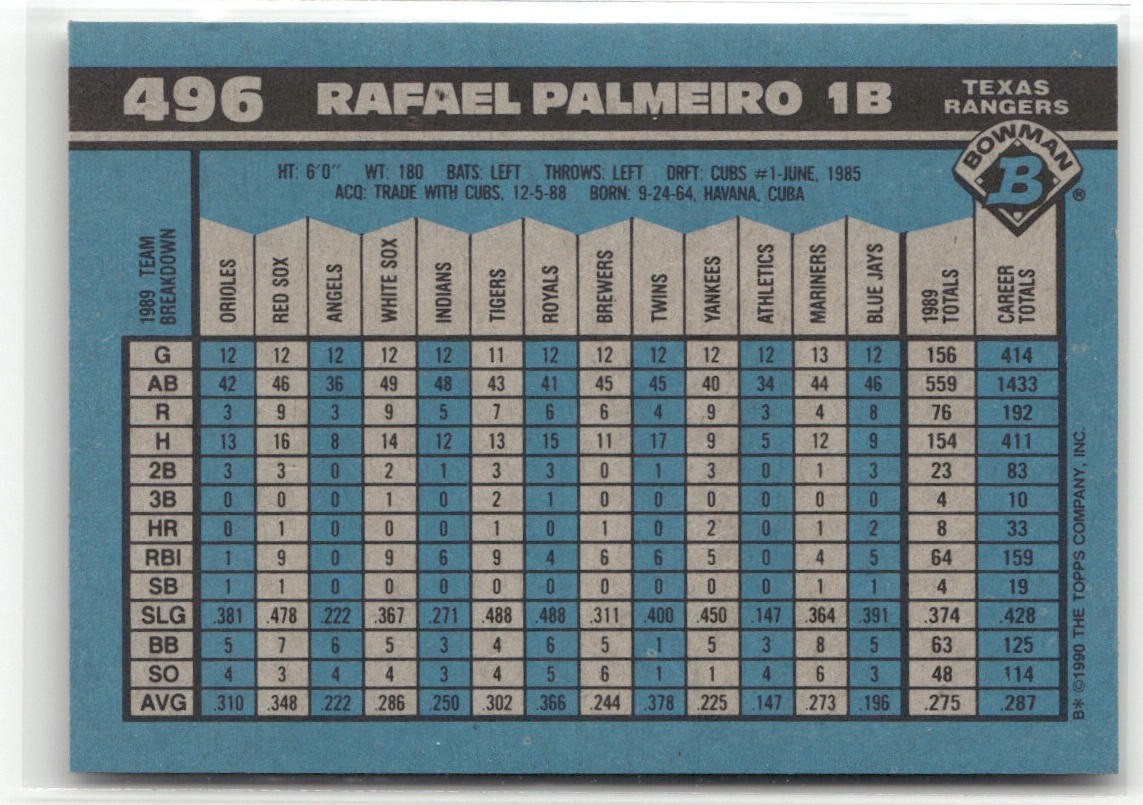 496 RAFAEL PALMEIRO 1B TEXAS RANGERS
BOWMAN
B ®
HT: 6'0" WT: 180 BATS: LEFT THROWS: LEFT DRFT: CUBS #1-JUNE, 1985
ACQ: TRADE WITH CUBS, 12-5-88 BORN: 9-24-64, HAVANA, CUBA
1989 TEAM BREAKDOWN ORIOLES RED SOX ANGELS WHITE SOX INDIANS TIGERS ROYALS BREWERS TWINS YANKEES ATHLETICS MARINERS BLUE JAYS 1989 TOTALS CAREER TOTALS
G 12 12 12 12 12 11 12 12 12 12 12 13 12 156 414
AB 42 46 36 49 48 43 41 45 45 40 34 44 46 559 1433
R 3 9 3 9 5 7 6 6 4 9 3 4 8 76 192
H 13 16 8 14 12 13 15 11 17 9 5 12 9 154 411
2B 3 3 0 2 1 3 3 0 1 3 0 1 3 23 83
3B 0 0 0 1 0 2 1 0 0 0 0 0 0 4 10
HR 0 1 0 0 0 1 0 1 0 2 0 1 2 8 33
RBI 1 9 0 9 6 9 4 6 6 5 0 4 5 64 159
SB 1 1 0 0 0 0 0 0 0 0 0 1 1 4 19
SLG .381 .478 .222 .367 .271 .488 .488 .311 .400 .450 .147 .364 .391 .374 .428
BB 5 7 6 5 3 4 6 5 1 5 3 8 5 63 125
SO 4 3 4 4 3 4 5 6 1 1 4 6 3 48 114
AVG .310 .348 .222 .286 .250 .302 .366 .244 .378 .225 .147 .273 .196 .275 .287
B* ©1990 THE TOPPS COMPANY, INC.